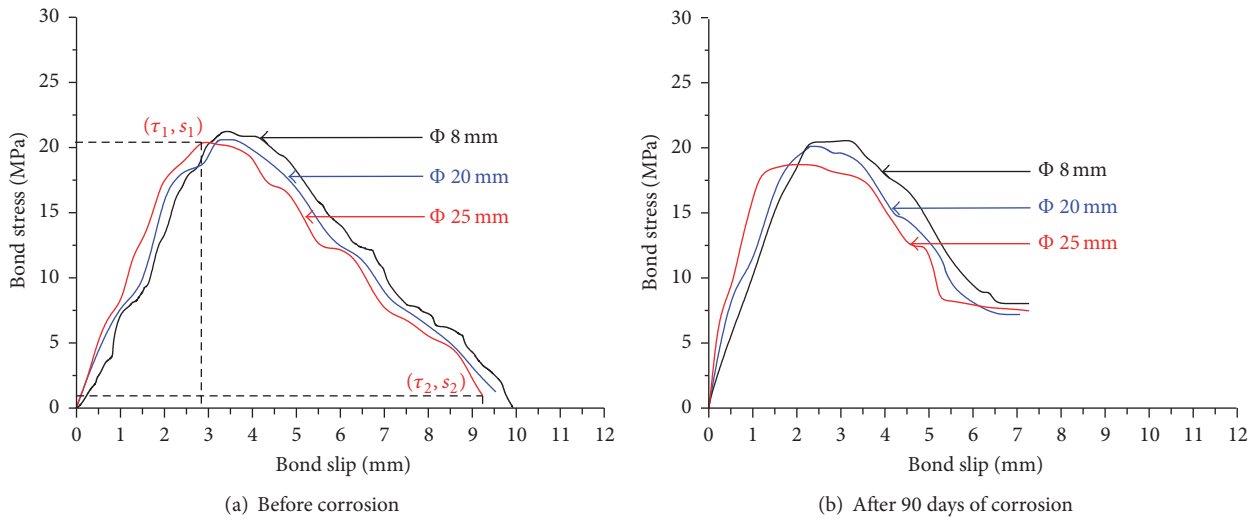 30
25
20
15
10
5
0
Bond stress (MPa)
(τ₁, s₁)
Φ 8 mm
Φ 20 mm
Φ 25 mm
(τ₂, s₂)
0 1 2 3 4 5 6 7 8 9 10 11 12
Bond slip (mm)
(a) Before corrosion
30
25
20
15
10
5
0
Bond stress (MPa)
Φ 8 mm
Φ 20 mm
Φ 25 mm
0 1 2 3 4 5 6 7 8 9 10 11 12
Bond slip (mm)
(b) After 90 days of corrosion